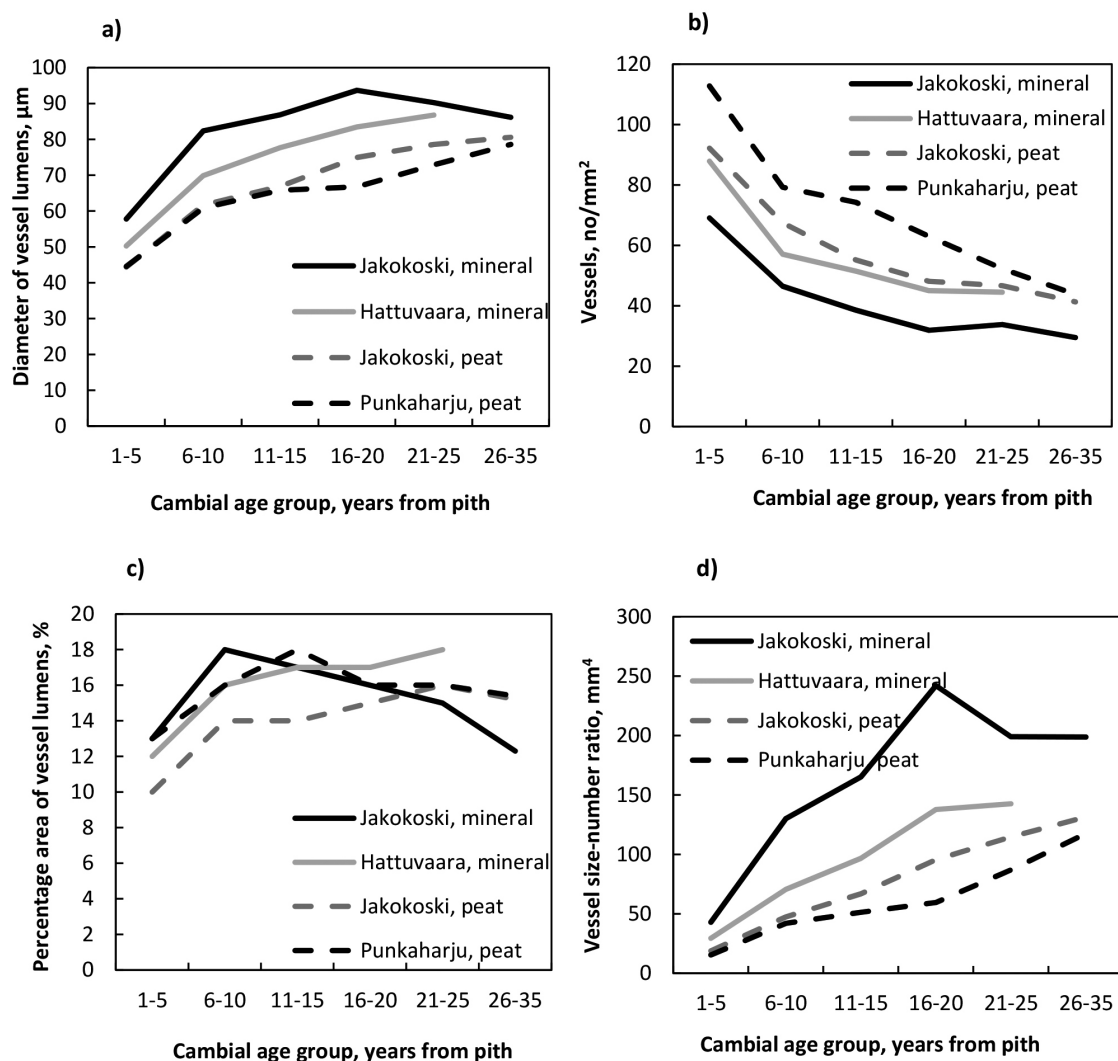 a)
Diameter of vessel lumens, µm
100
90
80
70
60
50
40
30
20
10
0
Jakokoski, mineral
Hattuvaara, mineral
Jakokoski, peat
Punkaharju, peat
1-5 6-10 11-15 16-20 21-25 26-35
Cambial age group, years from pith
b)
Vessels, no/mm²
120
100
80
60
40
20
0
Jakokoski, mineral
Hattuvaara, mineral
Jakokoski, peat
Punkaharju, peat
1-5 6-10 11-15 16-20 21-25 26-35
Cambial age group, years from pith
c)
Percentage area of vessel lumens, %
20
18
16
14
12
10
8
6
4
2
0
Jakokoski, mineral
Hattuvaara, mineral
Jakokoski, peat
Punkaharju, peat
1-5 6-10 11-15 16-20 21-25 26-35
Cambial age group, years from pith
d)
Vessel size-number ratio, mm⁴
300
250
200
150
100
50
0
Jakokoski, mineral
Hattuvaara, mineral
Jakokoski, peat
Punkaharju, peat
1-5 6-10 11-15 16-20 21-25 26-35
Cambial age group, years from pith